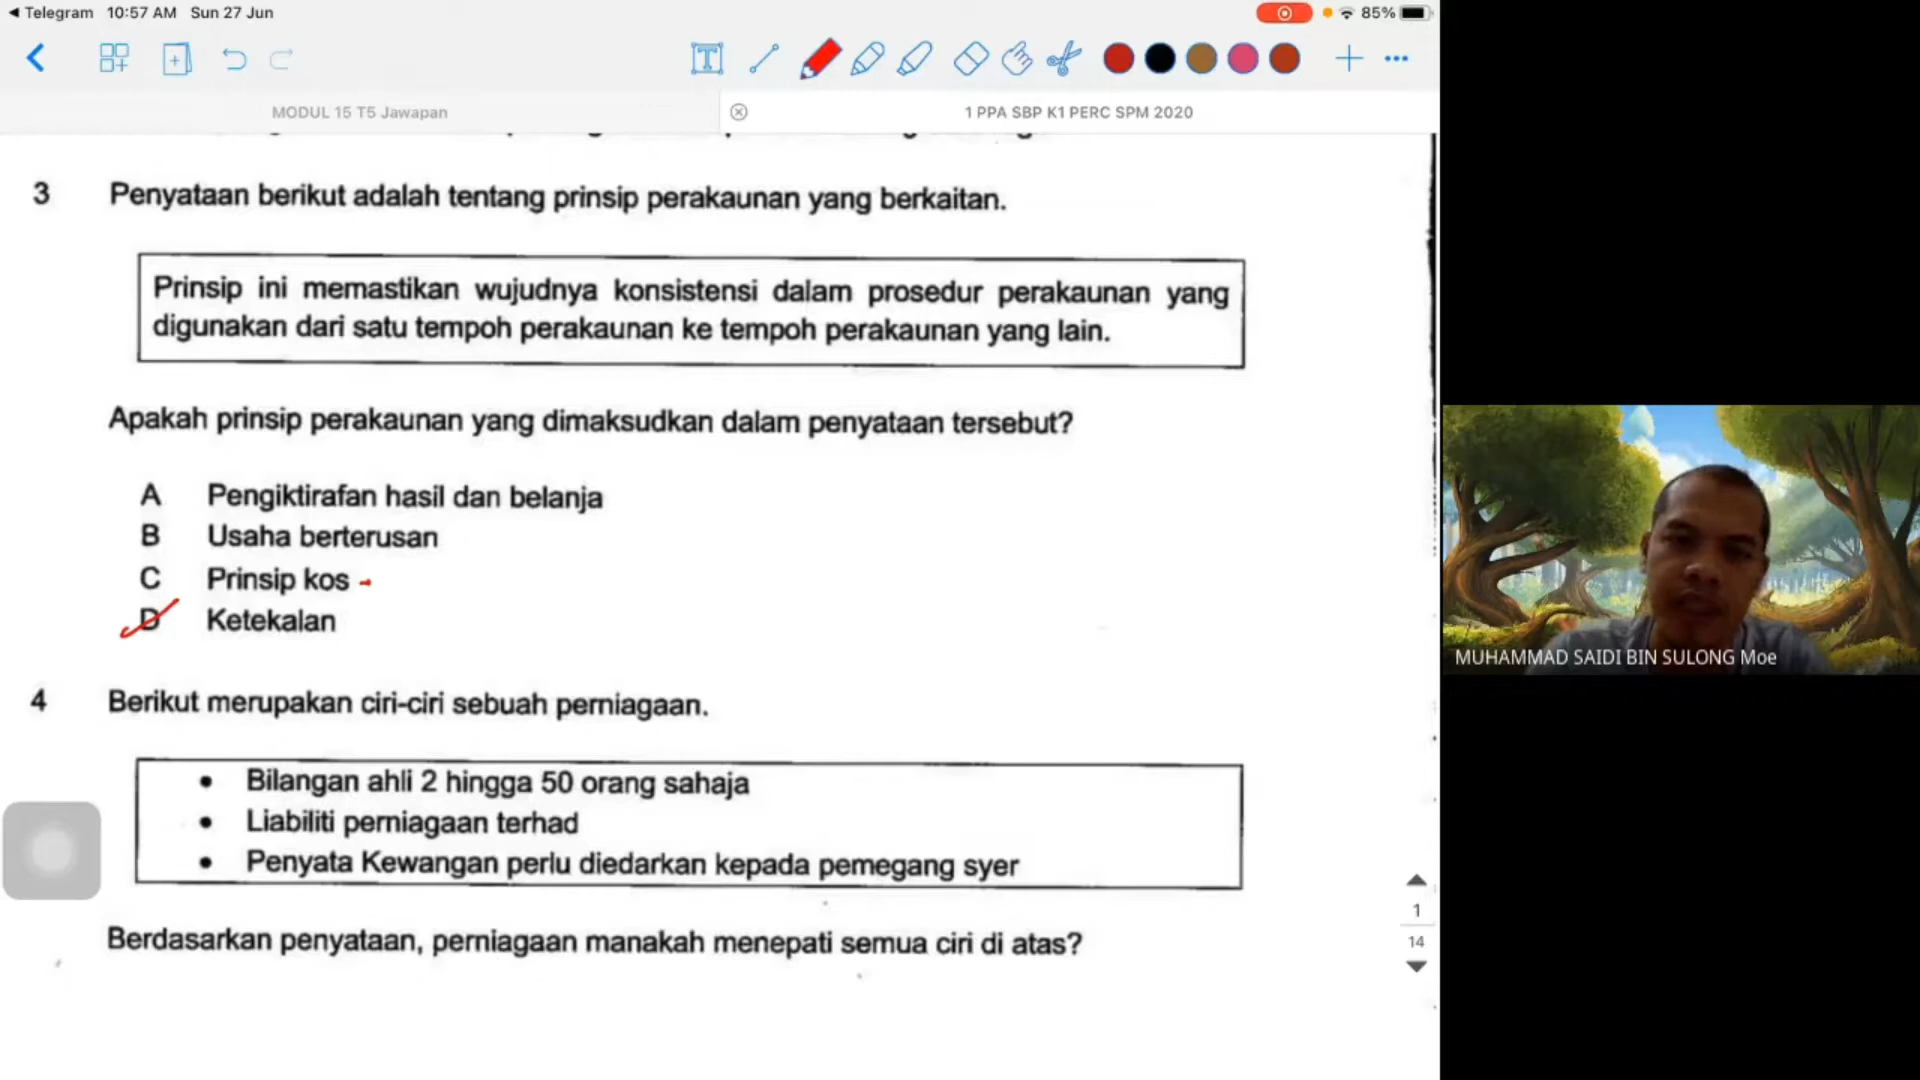 Telegram 10:57 AM Sun 27 Jun
85%
MODUL 15 T5 Jawapan
1 PPA SBP K1 PERC SPM 2020
3 Penyataan berikut adalah tentang prinsip perakaunan yang berkaitan.
Prinsip ini memastikan wujudnya konsistensi dalam prosedur perakaunan yang
digunakan dari satu tempoh perakaunan ke tempoh perakaunan yang lain.
Apakah prinsip perakaunan yang dimaksudkan dalam penyataan tersebut?
A Pengiktirafan hasil dan belanja
B Usaha berterusan
C Prinsip kos
D Ketekalan
4 Berikut merupakan ciri-ciri sebuah perniagaan.
• Bilangan ahli 2 hingga 50 orang sahaja
• Liabiliti perniagaan terhad
• Penyata Kewangan perlu diedarkan kepada pemegang syer
Berdasarkan penyataan, perniagaan manakah menepati semua ciri di atas?
1
14
MUHAMMAD SAIDI BIN SULONG Moe